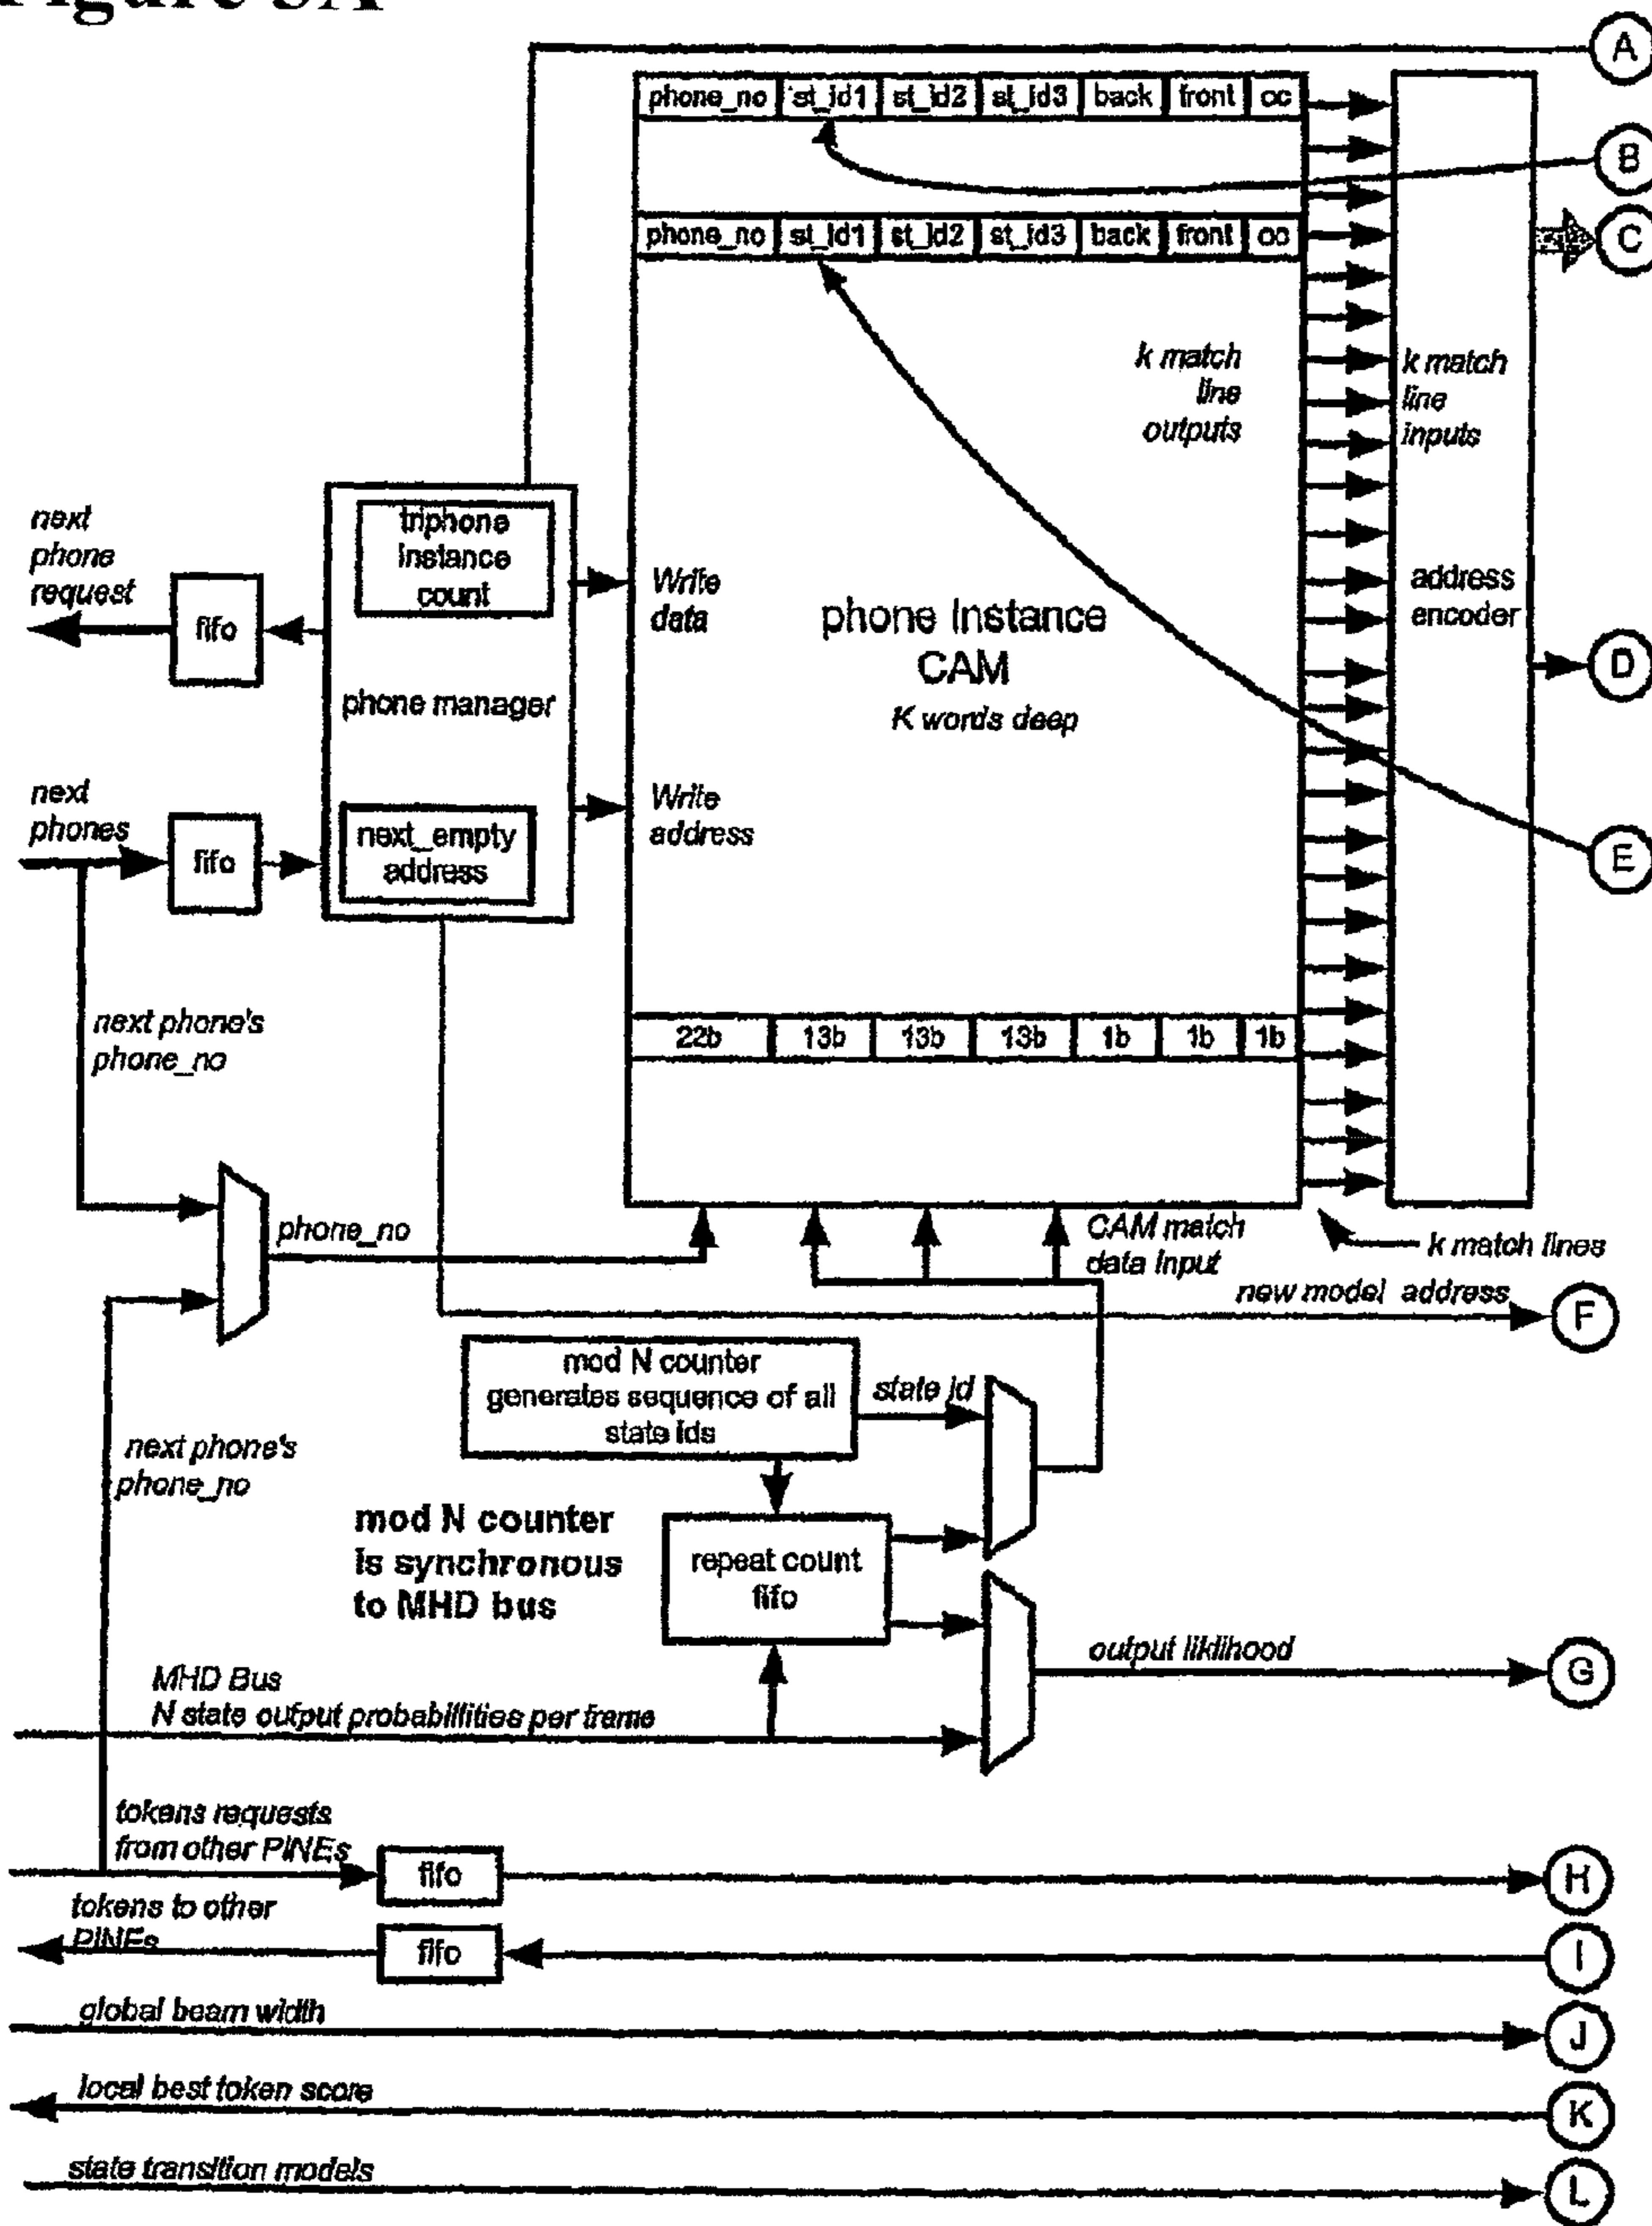 Figure 3A
A
phone_no st_id1 st_id2 st_id3 back front oc
B
phone_no st_id1 st_id2 st_id3 back front oc
C
k match
line
outputs
k match
line
inputs
next
phone
request
fifo
triphone
instance
count
phone manager
Write
data
phone Instance
CAM
K words deep
address
encoder
D
next
phones
fifo
next_empty
address
Write
address
E
next phone's
phone_no
22b 13b 13b 13b 1b 1b 1b
phone_no
CAM match
data Input
k match lines
new model address
F
mod N counter
generates sequence of all
state ids
state id
next phone's
phone_no
mod N counter
is synchronous
to MHD bus
repeat count
fifo
output liklihood
G
MHD Bus
N state output probabillities per frame
tokens requests
from other PINEs
fifo
H
tokens to other
PINEs
fifo
I
global beam width
J
local best token score
K
state transition models
L